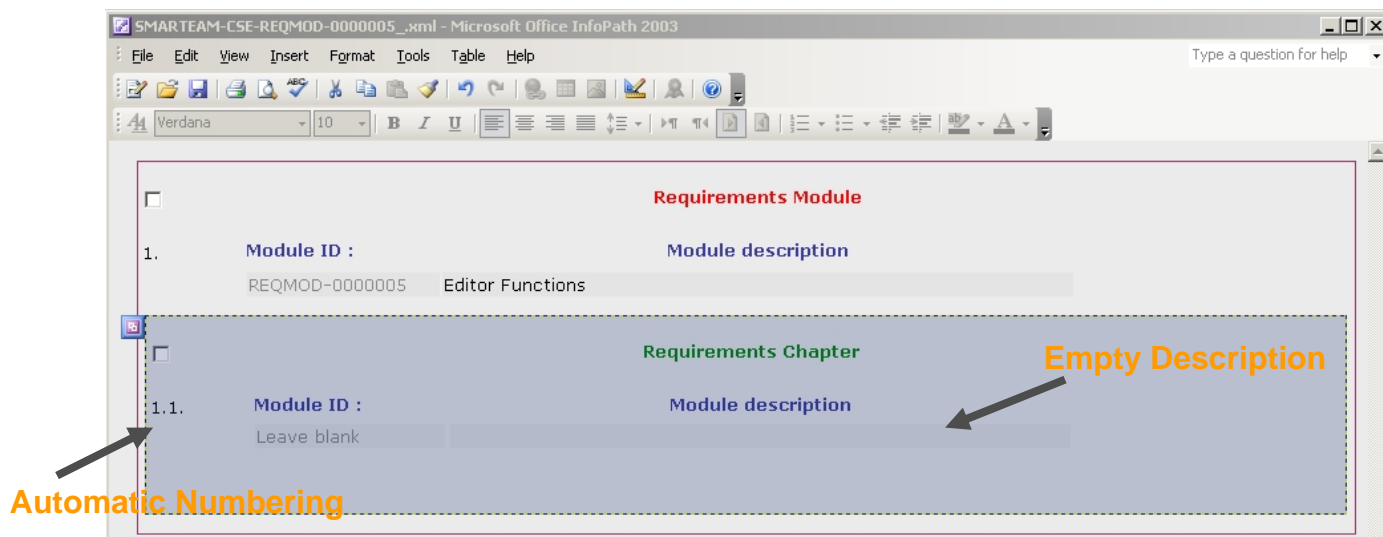 SMARTEAM-CSE-REQMOD-0000005_.xml - Microsoft Office InfoPath 2003
File Edit View Insert Format Tools Table Help
Type a question for help
Verdana 10 B I U
Requirements Module
1. Module ID : Module description
REQMOD-0000005 Editor Functions
Requirements Chapter
Empty Description
1.1. Module ID : Module description
Leave blank
Automatic Numbering